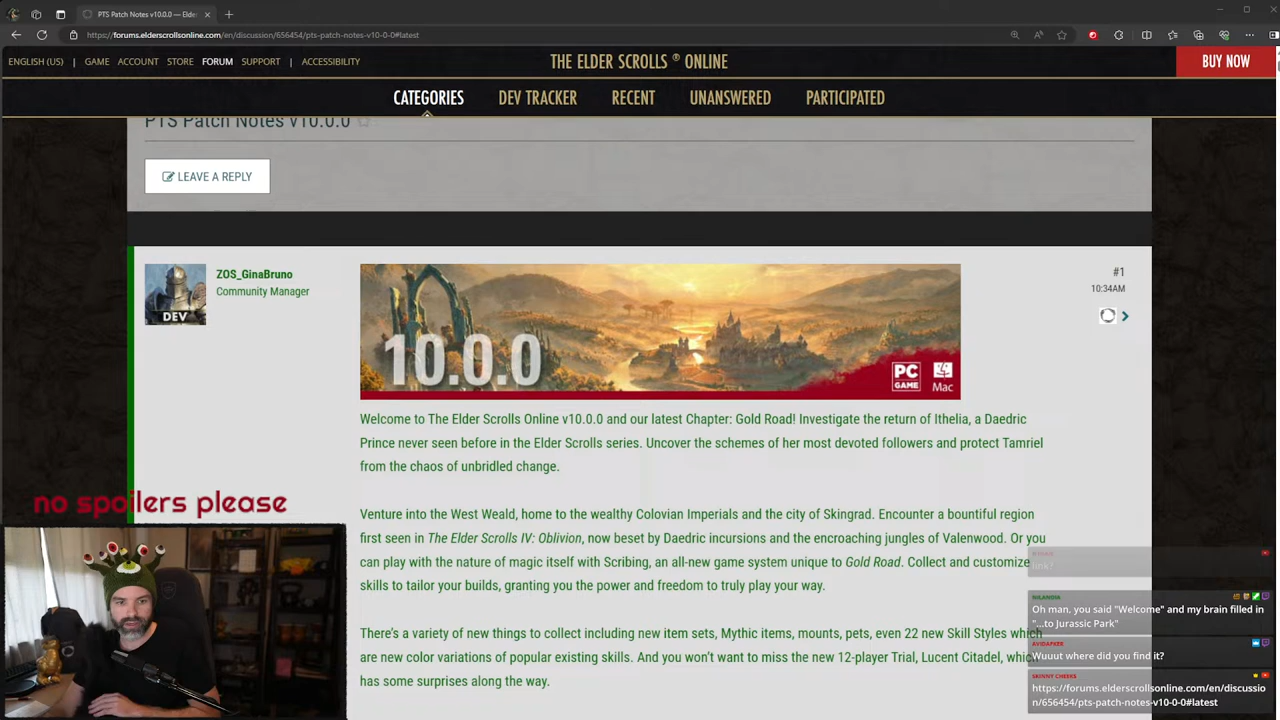 PTS Patch Notes v10.0.0 — Elder
https://forums.elderscrollsonline.com/en/discussion/656454/pts-patch-notes-v10-0-0#latest
ENGLISH (US) | GAME ACCOUNT STORE FORUM SUPPORT | ACCESSIBILITY
THE ELDER SCROLLS ® ONLINE
BUY NOW
CATEGORIES DEV TRACKER RECENT UNANSWERED PARTICIPATED
PTS Patch Notes v10.0.0
LEAVE A REPLY
ZOS_GinaBruno
Community Manager
DEV
#1
10:34AM
10.0.0
PC GAME Mac
Welcome to The Elder Scrolls Online v10.0.0 and our latest Chapter: Gold Road! Investigate the return of Ithelia, a Daedric
Prince never seen before in the Elder Scrolls series. Uncover the schemes of her most devoted followers and protect Tamriel
from the chaos of unbridled change.
Venture into the West Weald, home to the wealthy Colovian Imperials and the city of Skingrad. Encounter a bountiful region
first seen in The Elder Scrolls IV: Oblivion, now beset by Daedric incursions and the encroaching jungles of Valenwood. Or you
can play with the nature of magic itself with Scribing, an all-new game system unique to Gold Road. Collect and customize
skills to tailor your builds, granting you the power and freedom to truly play your way.
There's a variety of new things to collect including new item sets, Mythic items, mounts, pets, even 22 new Skill Styles which
are new color variations of popular existing skills. And you won't want to miss the new 12-player Trial, Lucent Citadel, which
has some surprises along the way.
no spoilers please
link?
Oh man, you said "Welcome" and my brain filled in
"...to Jurassic Park"
Wuuut where did you find it?
SKINNY CHEEKS
https://forums.elderscrollsonline.com/en/discussio
n/656454/pts-patch-notes-v10-0-0#latest